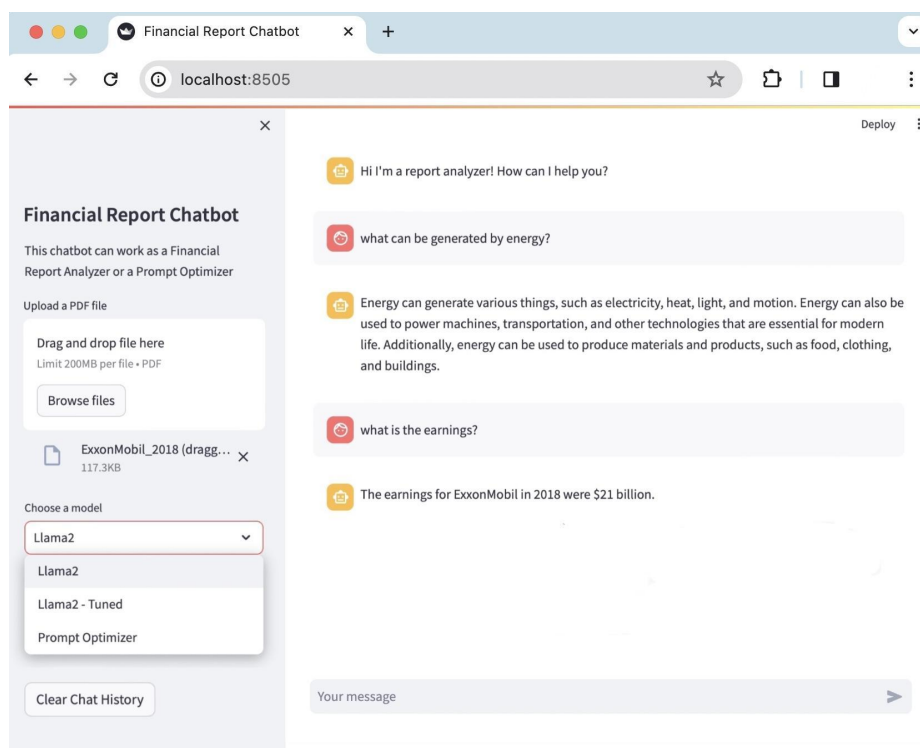 Financial Report Chatbot
localhost:8505
Deploy
Financial Report Chatbot
This chatbot can work as a Financial
Report Analyzer or a Prompt Optimizer
Upload a PDF file
Drag and drop file here
Limit 200MB per file • PDF
Browse files
ExxonMobil_2018 (dragg...
117.3KB
Choose a model
Llama2
Llama2
Llama2 - Tuned
Prompt Optimizer
Clear Chat History
Hi I'm a report analyzer! How can I help you?
what can be generated by energy?
Energy can generate various things, such as electricity, heat, light, and motion. Energy can also be
used to power machines, transportation, and other technologies that are essential for modern
life. Additionally, energy can be used to produce materials and products, such as food, clothing,
and buildings.
what is the earnings?
The earnings for ExxonMobil in 2018 were $21 billion.
Your message